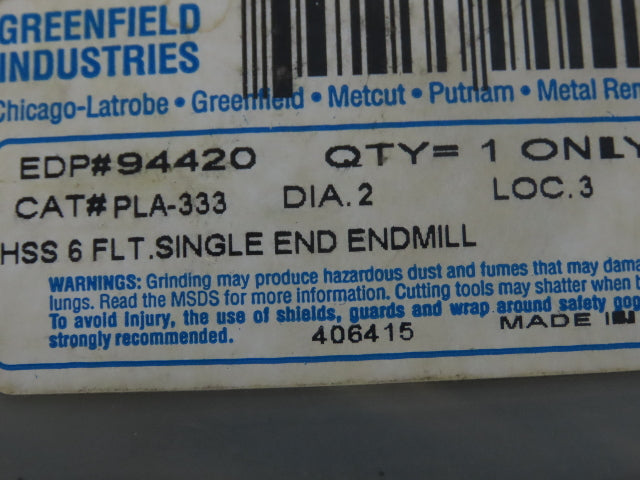 GREENFIELD
INDUSTRIES
Chicago-Latrobe • Greenfield • Metcut • Putnam • Metal
EDP#94420 QTY= 1 ONLY
CAT# PLA-333 DIA.2 LOC.3
HSS 6 FLT.SINGLE END ENDMILL
WARNINGS: Grinding may produce hazardous dust and fumes that may
lungs. Read the MSDS for more information. Cutting tools may shatter when
To avoid injury, the use of shields, guards and wrap around safety
strongly recommended. 406415 MADE